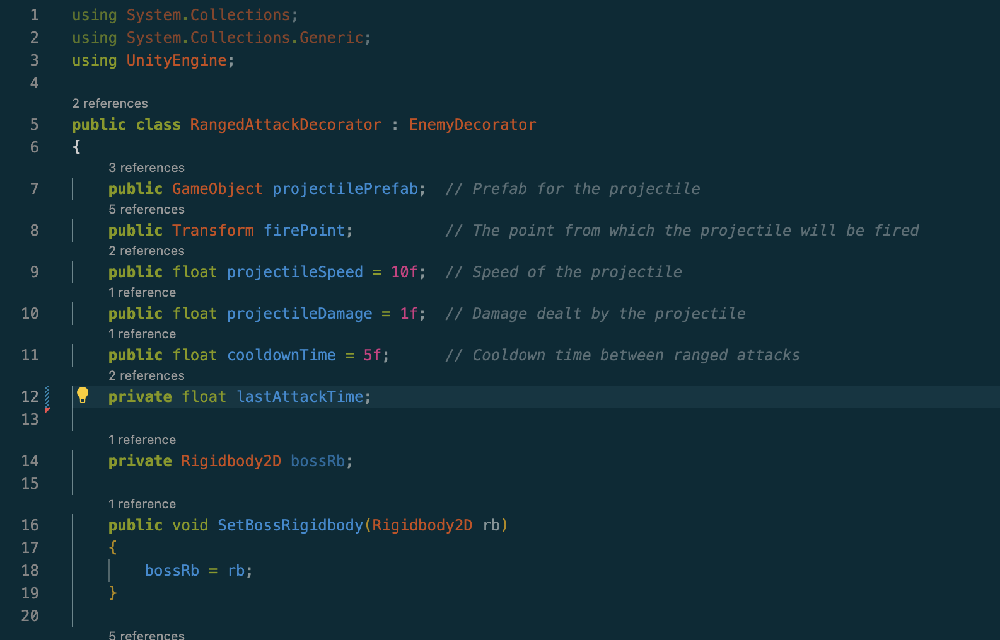 1 using System.Collections;
2 using System.Collections.Generic;
3 using UnityEngine;
4
2 references
5 public class RangedAttackDecorator : EnemyDecorator
6 {
3 references
7 public GameObject projectilePrefab; // Prefab for the projectile
5 references
8 public Transform firePoint; // The point from which the projectile will be fired
2 references
9 public float projectileSpeed = 10f; // Speed of the projectile
1 reference
10 public float projectileDamage = 1f; // Damage dealt by the projectile
1 reference
11 public float cooldownTime = 5f; // Cooldown time between ranged attacks
2 references
12 private float lastAttackTime;
13
1 reference
14 private Rigidbody2D bossRb;
15
1 reference
16 public void SetBossRigidbody(Rigidbody2D rb)
17 {
18 bossRb = rb;
19 }
20
5 references